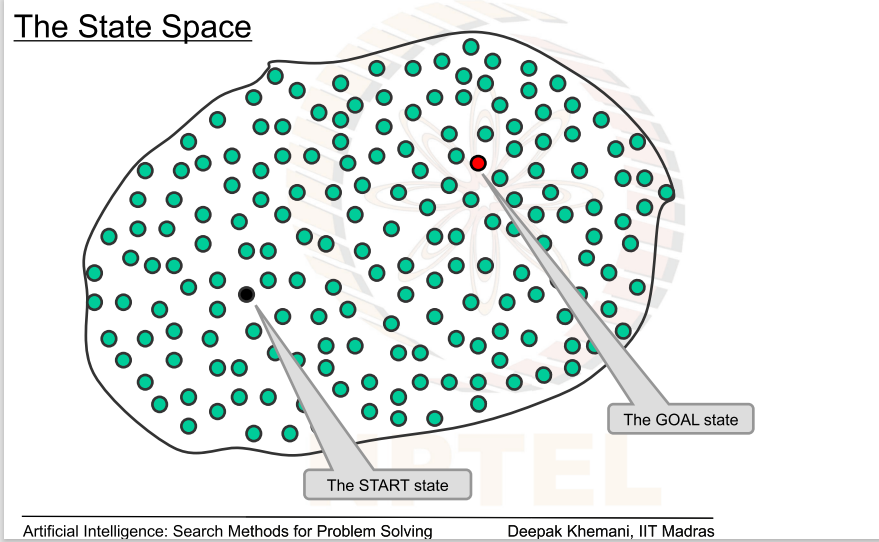 The State Space
The GOAL state
The START state
NPTEL
Artificial Intelligence: Search Methods for Problem Solving
Deepak Khemani, IIT Madras